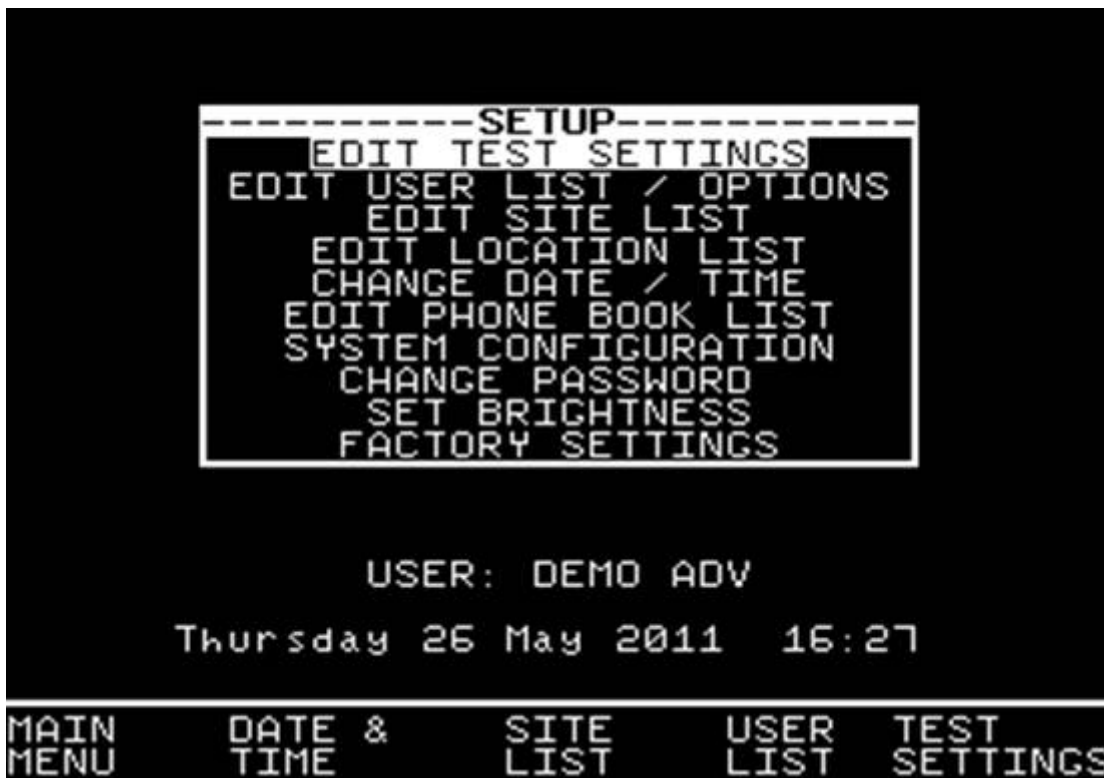 -----------SETUP------------
EDIT TEST SETTINGS
EDIT USER LIST / OPTIONS
EDIT SITE LIST
EDIT LOCATION LIST
CHANGE DATE / TIME
EDIT PHONE BOOK LIST
SYSTEM CONFIGURATION
CHANGE PASSWORD
SET BRIGHTNESS
FACTORY SETTINGS
USER: DEMO ADV
Thursday 26 May 2011 16:27
MAIN DATE & SITE USER TEST
MENU TIME LIST LIST SETTINGS